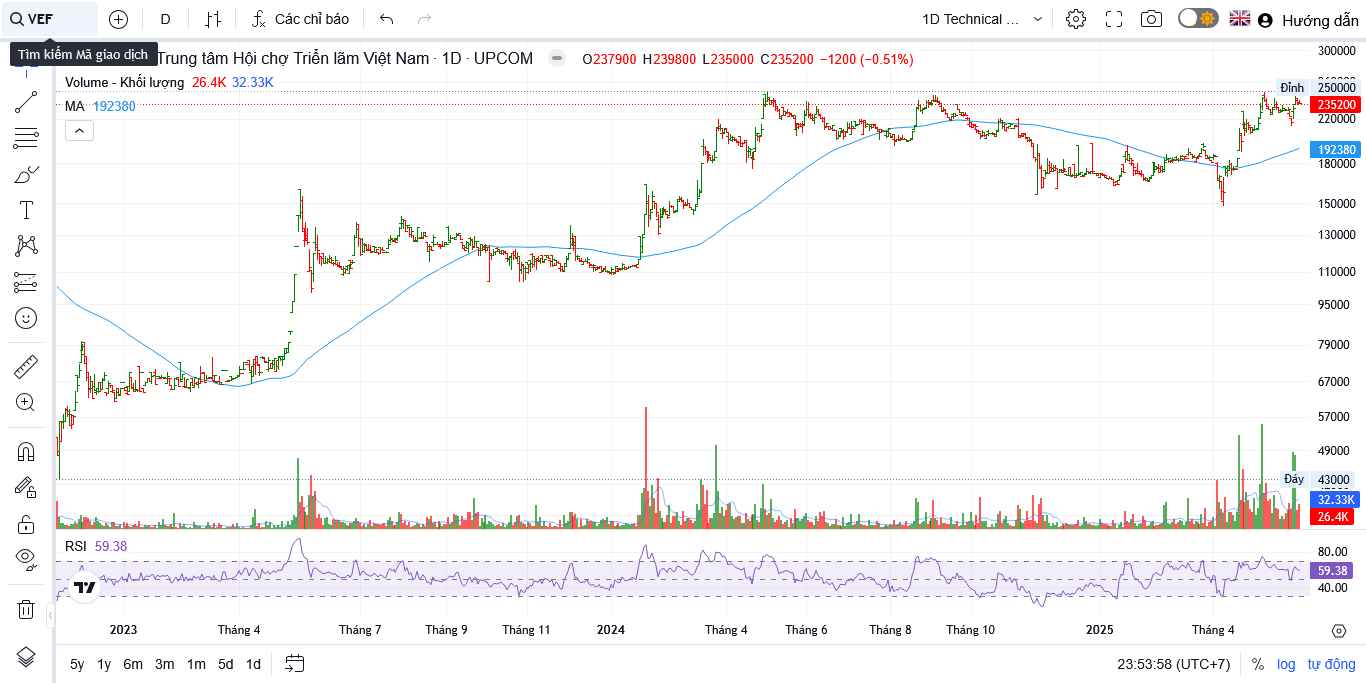 VEF
D
Các chỉ báo
1D Technical ...
Hướng dẫn
Tìm kiếm Mã giao dịch
Trung tâm Hội chợ Triển lãm Việt Nam · 1D · UPCOM
O237900 H239800 L235000 C235200 −1200 (−0.51%)
Volume - Khối lượng 26.4K 32.33K
MA 192380
300000
Đỉnh 250000
235200
220000
192380
180000
150000
130000
110000
95000
79000
67000
57000
49000
Đáy 43000
32.33K
26.4K
RSI 59.38
80.00
59.38
40.00
2023 Tháng 4 Tháng 7 Tháng 9 Tháng 11 2024 Tháng 4 Tháng 6 Tháng 8 Tháng 10 2025 Tháng 4
5y 1y 6m 3m 1m 5d 1d
23:53:58 (UTC+7) % log tự động